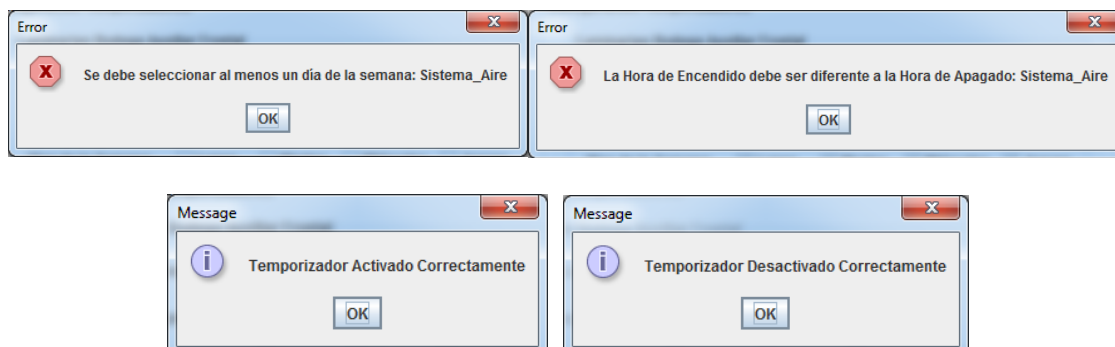 Error
Se debe seleccionar al menos un día de la semana: Sistema_Aire
OK
Error
La Hora de Encendido debe ser diferente a la Hora de Apagado: Sistema_Aire
OK
Message
Temporizador Activado Correctamente
OK
Message
Temporizador Desactivado Correctamente
OK